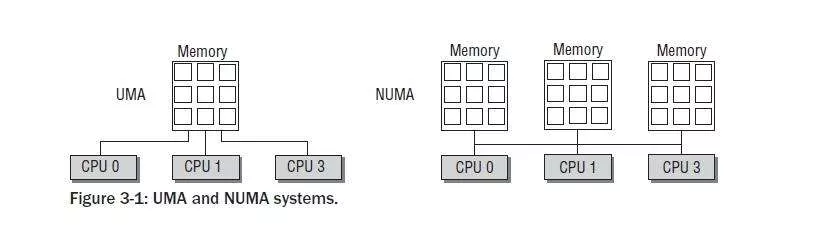 Memory
UMA
CPU 0
CPU 1
CPU 3
Memory
Memory
Memory
NUMA
CPU 0
CPU 1
CPU 3
Figure 3-1: UMA and NUMA systems.